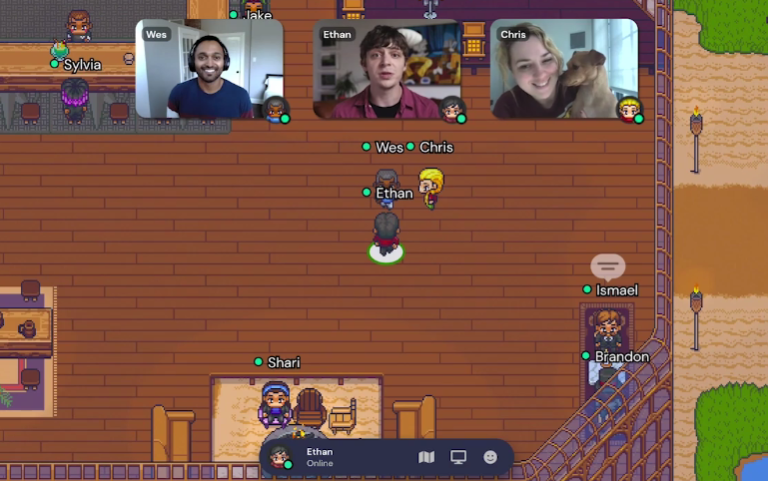 Jake
Wes
Ethan
Chris
Sylvia
Wes
Chris
Ethan
Ismael
Brandon
Shari
Ethan
Online